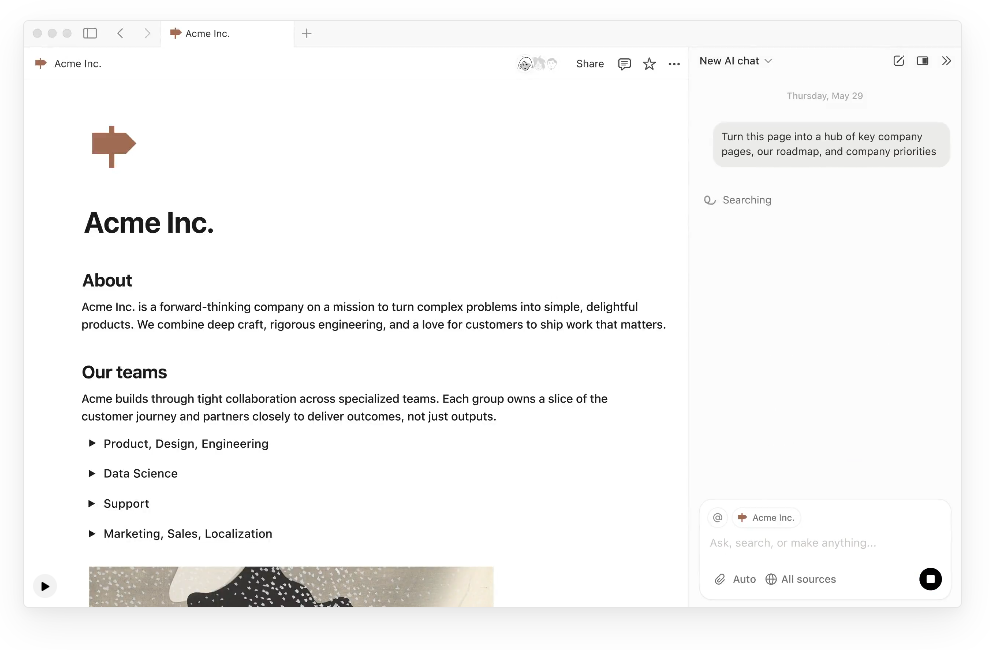 Acme Inc.
Acme Inc.
Share
New AI chat
Thursday, May 29
Turn this page into a hub of key company
pages, our roadmap, and company priorities
Searching
Acme Inc.
About
Acme Inc. is a forward-thinking company on a mission to turn complex problems into simple, delightful
products. We combine deep craft, rigorous engineering, and a love for customers to ship work that matters.
Our teams
Acme builds through tight collaboration across specialized teams. Each group owns a slice of the
customer journey and partners closely to deliver outcomes, not just outputs.
Product, Design, Engineering
Data Science
Support
Marketing, Sales, Localization
@ Acme Inc.
Ask, search, or make anything...
Auto All sources